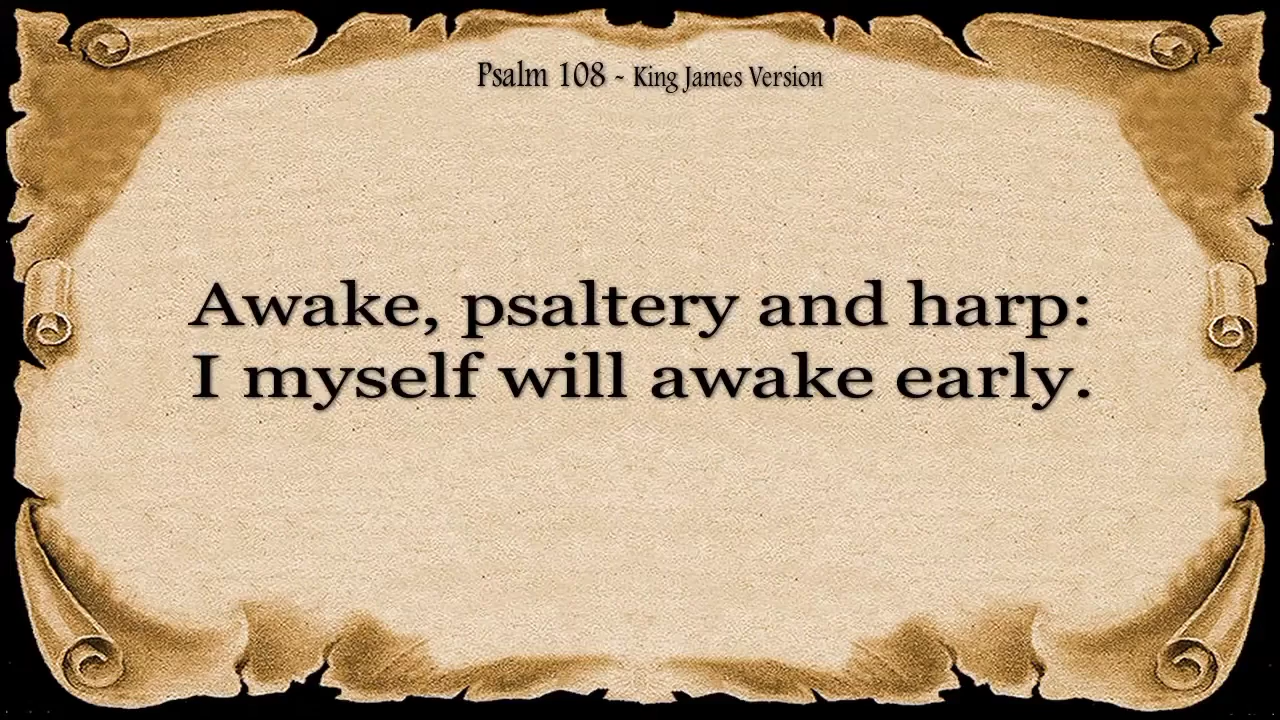 Psalm 108 - King James Version
Awake, psaltery and harp:
I myself will awake early.